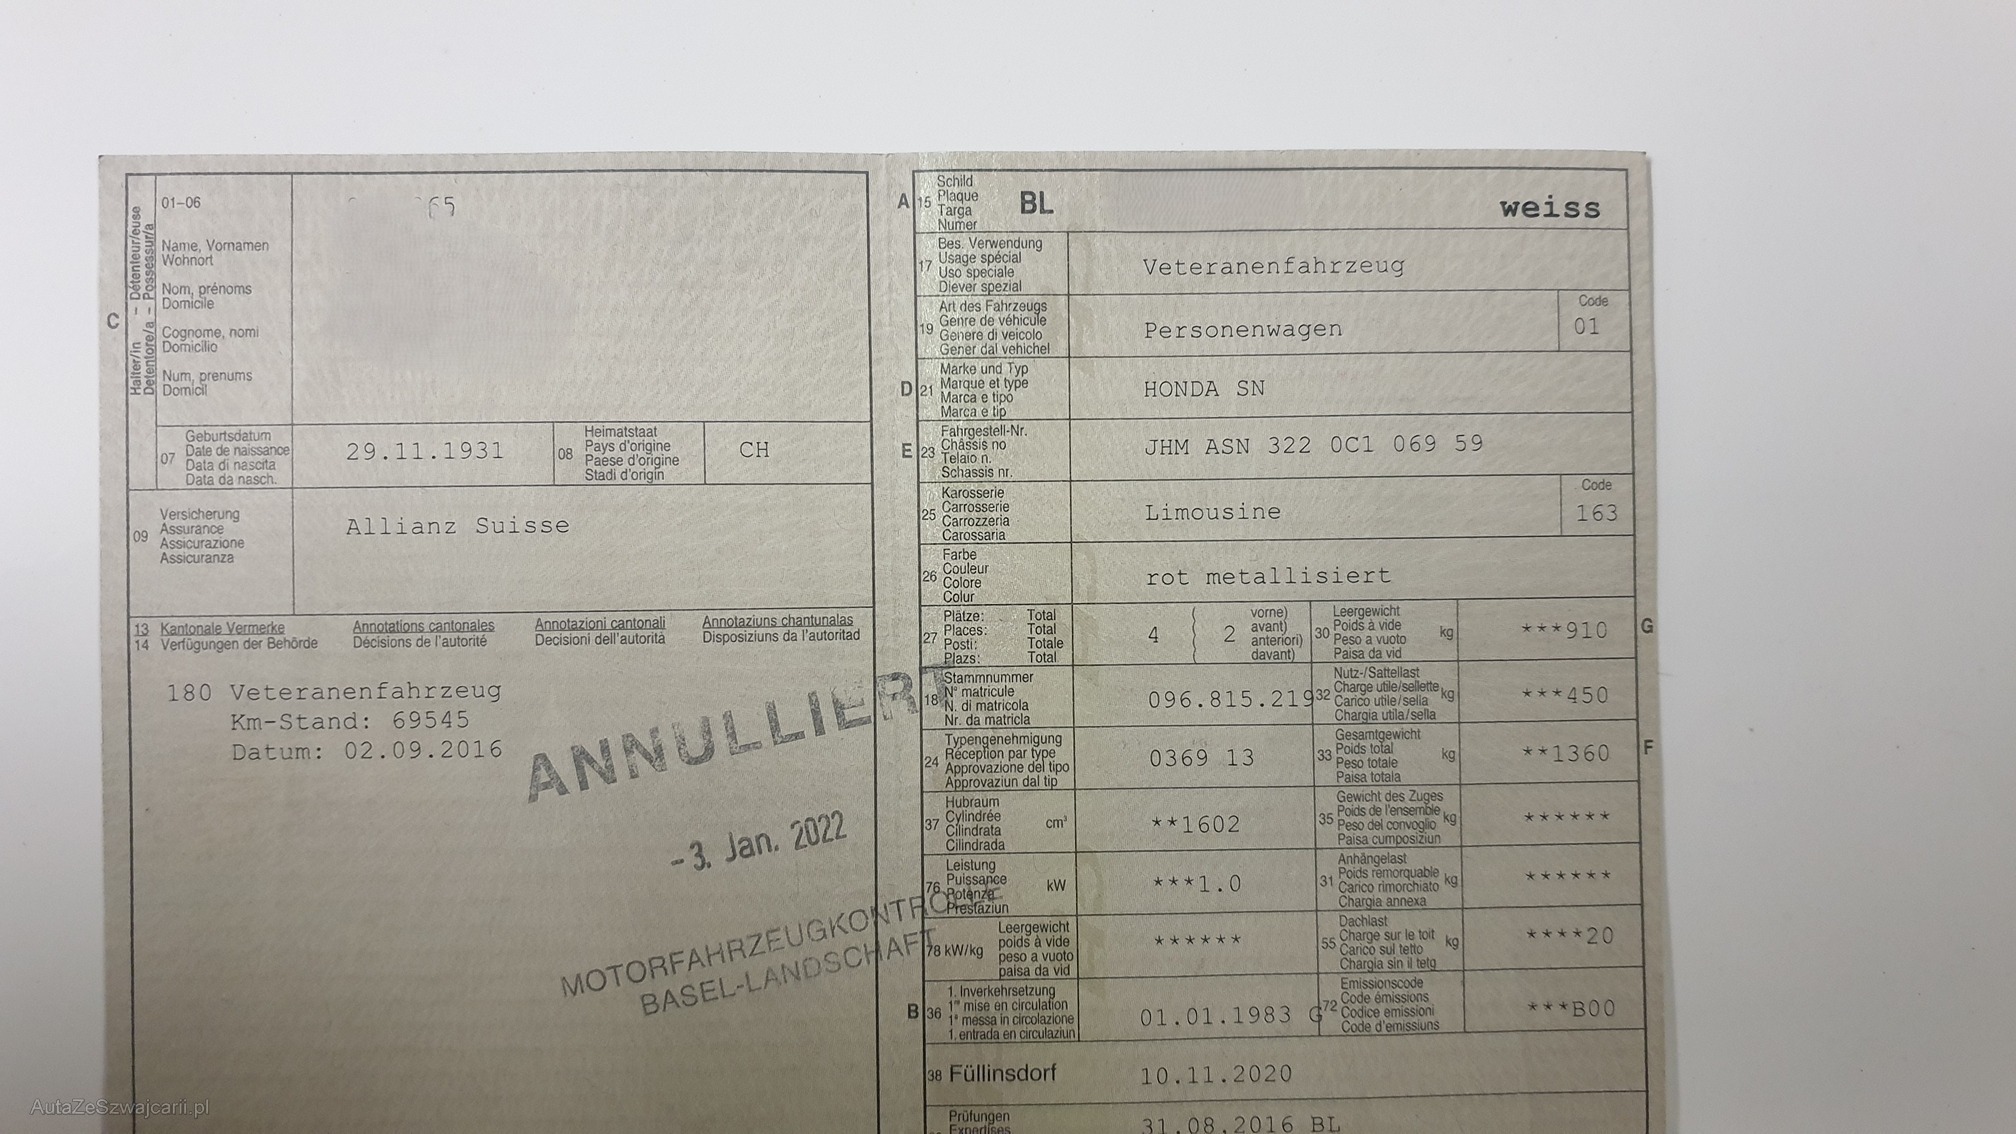 C
Halter/in – Détenteur/euse
Detentore/a – Possessur/a
01–06
65
Name, Vornamen
Wohnort
Nom, prénoms
Domicile
Cognome, nomi
Domicilio
Num, prenums
Domicil
07
Geburtsdatum
Date de naissance
Data di nascita
Data da nasch.
29.11.1931
08
Heimatstaat
Pays d'origine
Paese d'origine
Stadi d'origin
CH
09
Versicherung
Assurance
Assicurazione
Assicuranza
Allianz Suisse
13 Kantonale Vermerke Annotations cantonales Annotazioni cantonali Annotaziuns chantunalas
14 Verfügungen der Behörde Décisions de l'autorité Decisioni dell'autorità Disposiziuns da l'autoritad
180 Veteranenfahrzeug
Km-Stand: 69545
Datum: 02.09.2016
ANNULLIERT
-3. Jan. 2022
MOTORFAHRZEUGKONTROLLE
BASEL-LANDSCHAFT
A
15
Schild
Plaque
Targa
Numer
BL
weiss
17
Bes. Verwendung
Usage spécial
Uso speciale
Diever spezial
Veteranenfahrzeug
19
Art des Fahrzeugs
Genre de véhicule
Genere di veicolo
Gener dal vehichel
Personenwagen
Code
01
D
21
Marke und Typ
Marque et type
Marca e tipo
Marca e tip
HONDA SN
E
23
Fahrgestell-Nr.
Châssis no
Telaio n.
Schassis nr.
JHM ASN 322 0C1 069 59
25
Karosserie
Carrosserie
Carrozzeria
Carossaria
Limousine
Code
163
26
Farbe
Couleur
Colore
Colur
rot metallisiert
27
Plätze: Total
Places: Total
Posti: Totale
Plazs: Total
4
2
vorne)
avant)
anteriori)
davant)
30
Leergewicht
Poids à vide
Peso a vuoto
Paisa da vid
kg
***910
G
18
Stammnummer
N° matricule
N. di matricola
Nr. da matricla
096.815.219
32
Nutz-/Sattellast
Charge utile/sellette
Carico utile/sella
Chargia utila/sella
kg
***450
24
Typengenehmigung
Réception par type
Approvazione del tipo
Approvaziun dal tip
0369 13
33
Gesamtgewicht
Poids total
Peso totale
Paisa totala
kg
**1360
F
37
Hubraum
Cylindrée
Cilindrata
Cilindrada
cm³
**1602
35
Gewicht des Zuges
Poids de l'ensemble
Peso del convoglio
Paisa cumposiziun
kg
******
76
Leistung
Puissance
Potenza
Prestaziun
kW
***1.0
31
Anhängelast
Poids remorquable
Carico rimorchiato
Chargia annexa
kg
******
78 kW/kg
Leergewicht
poids à vide
peso a vuoto
paisa da vid
******
55
Dachlast
Charge sur le toit
Carico sul tetto
Chargia sin il tetg
kg
****20
B
36
1. Inverkehrsetzung
1re mise en circulation
1a messa in circolazione
1. entrada en circulaziun
01.01.1983 G
72
Emissionscode
Code émissions
Codice emissioni
Code d'emissiuns
***B00
38 Füllinsdorf
10.11.2020
Prüfungen
Expertises
31.08.2016 BL
AutaZeSzwajcarii.pl